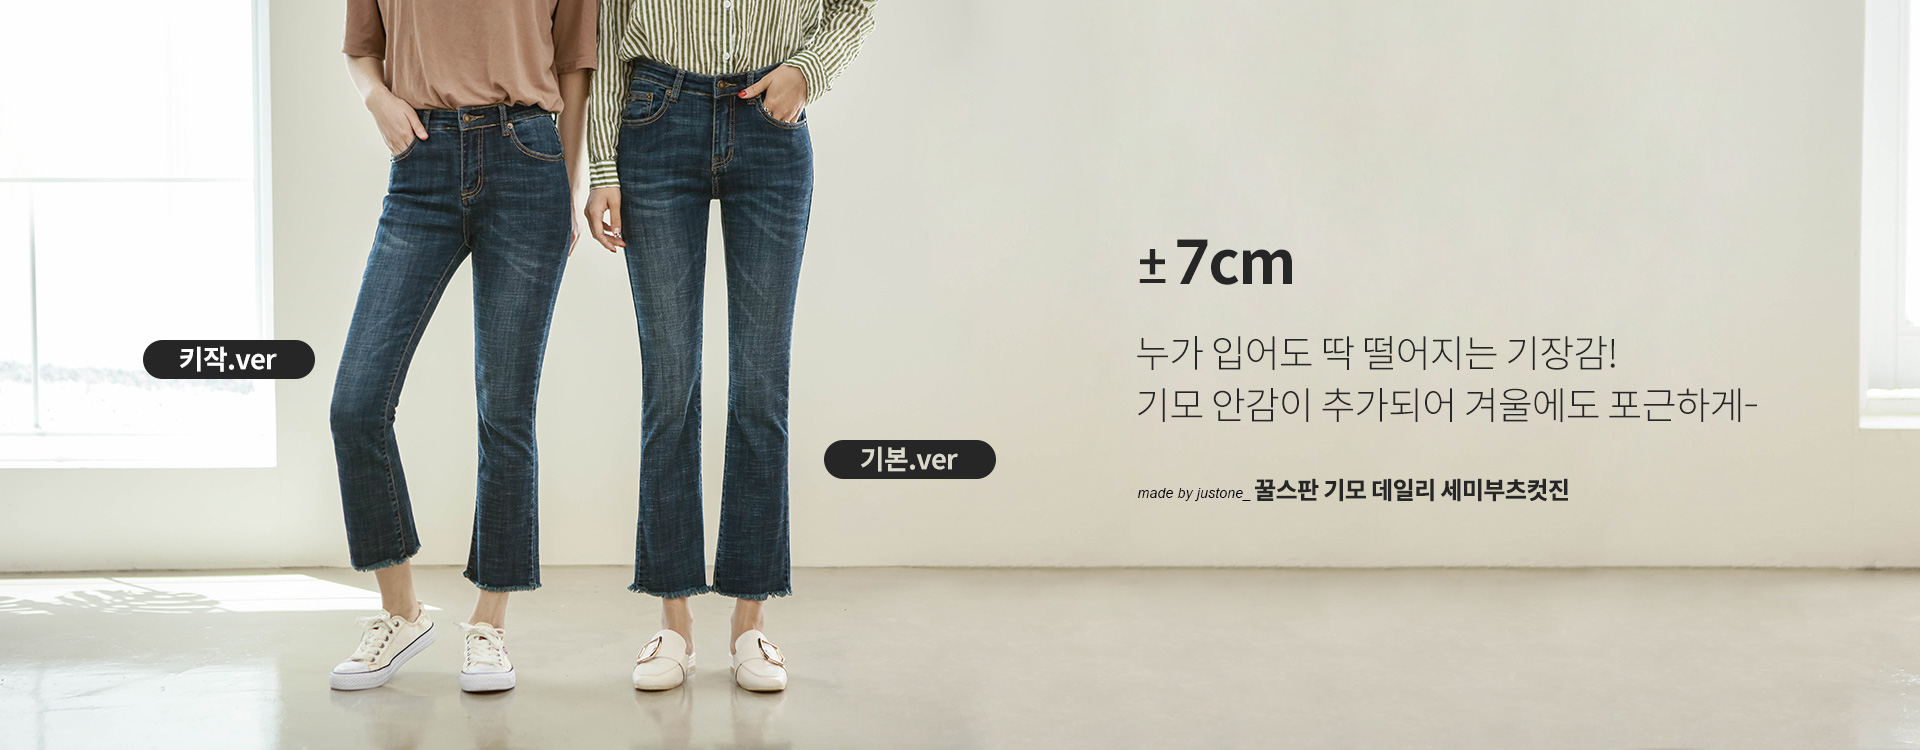 키작.ver
기본.ver
± 7cm
누가 입어도 딱 떨어지는 기장감!
기모 안감이 추가되어 겨울에도 포근하게-
made by justone_ 꿀스판 기모 데일리 세미부츠컷진